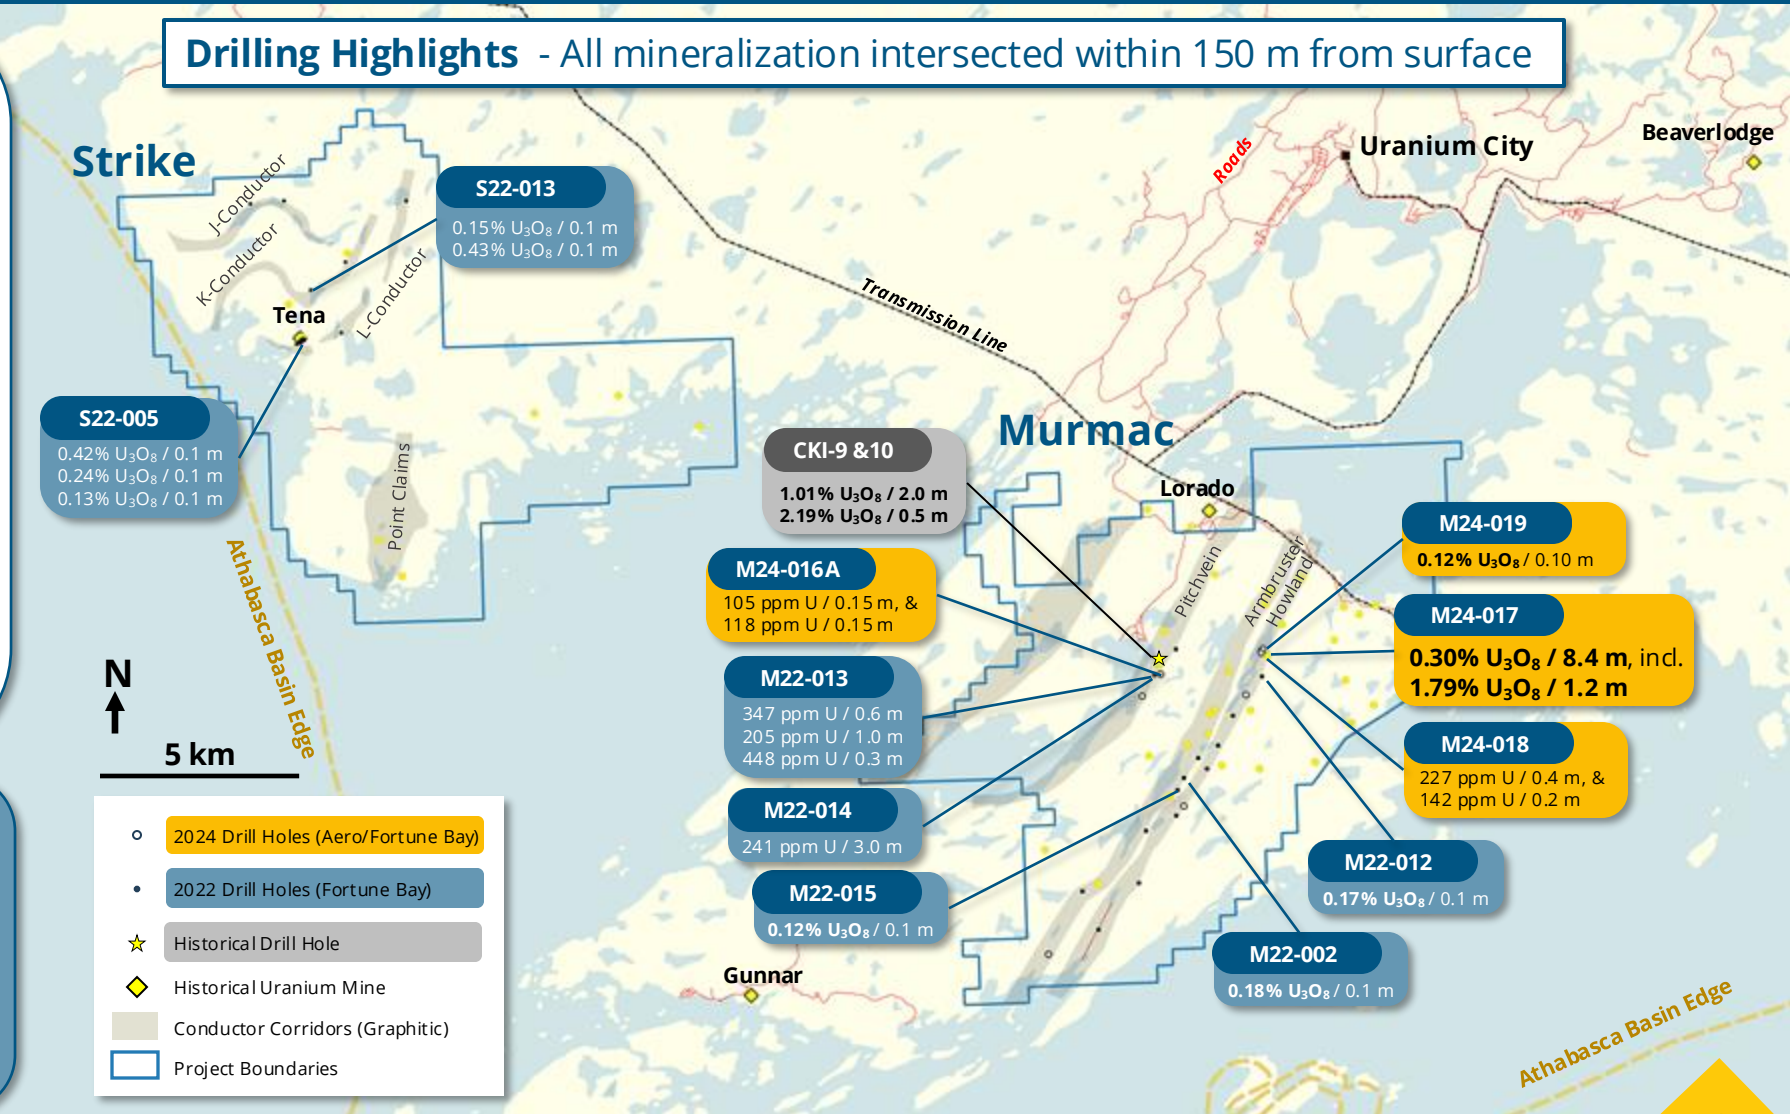 Drilling Highlights - All mineralization intersected within 150 m from surface
Strike
J-Conductor
K-Conductor
L-Conductor
Tena
Point Claims
S22-013
0.15% U₃O₈ / 0.1 m
0.43% U₃O₈ / 0.1 m
S22-005
0.42% U₃O₈ / 0.1 m
0.24% U₃O₈ / 0.1 m
0.13% U₃O₈ / 0.1 m
Athabasca Basin Edge
Transmission Line
Roads
Uranium City
Beaverlodge
Murmac
Lorado
Pitchvein
Armbruster
Howland
CKI-9 &10
1.01% U₃O₈ / 2.0 m
2.19% U₃O₈ / 0.5 m
M24-016A
105 ppm U / 0.15 m, &
118 ppm U / 0.15 m
M22-013
347 ppm U / 0.6 m
205 ppm U / 1.0 m
448 ppm U / 0.3 m
M22-014
241 ppm U / 3.0 m
M22-015
0.12% U₃O₈ / 0.1 m
M24-019
0.12% U₃O₈ / 0.10 m
M24-017
0.30% U₃O₈ / 8.4 m, incl.
1.79% U₃O₈ / 1.2 m
M24-018
227 ppm U / 0.4 m, &
142 ppm U / 0.2 m
M22-012
0.17% U₃O₈ / 0.1 m
M22-002
0.18% U₃O₈ / 0.1 m
Gunnar
Athabasca Basin Edge
N
5 km
2024 Drill Holes (Aero/Fortune Bay)
2022 Drill Holes (Fortune Bay)
Historical Drill Hole
Historical Uranium Mine
Conductor Corridors (Graphitic)
Project Boundaries